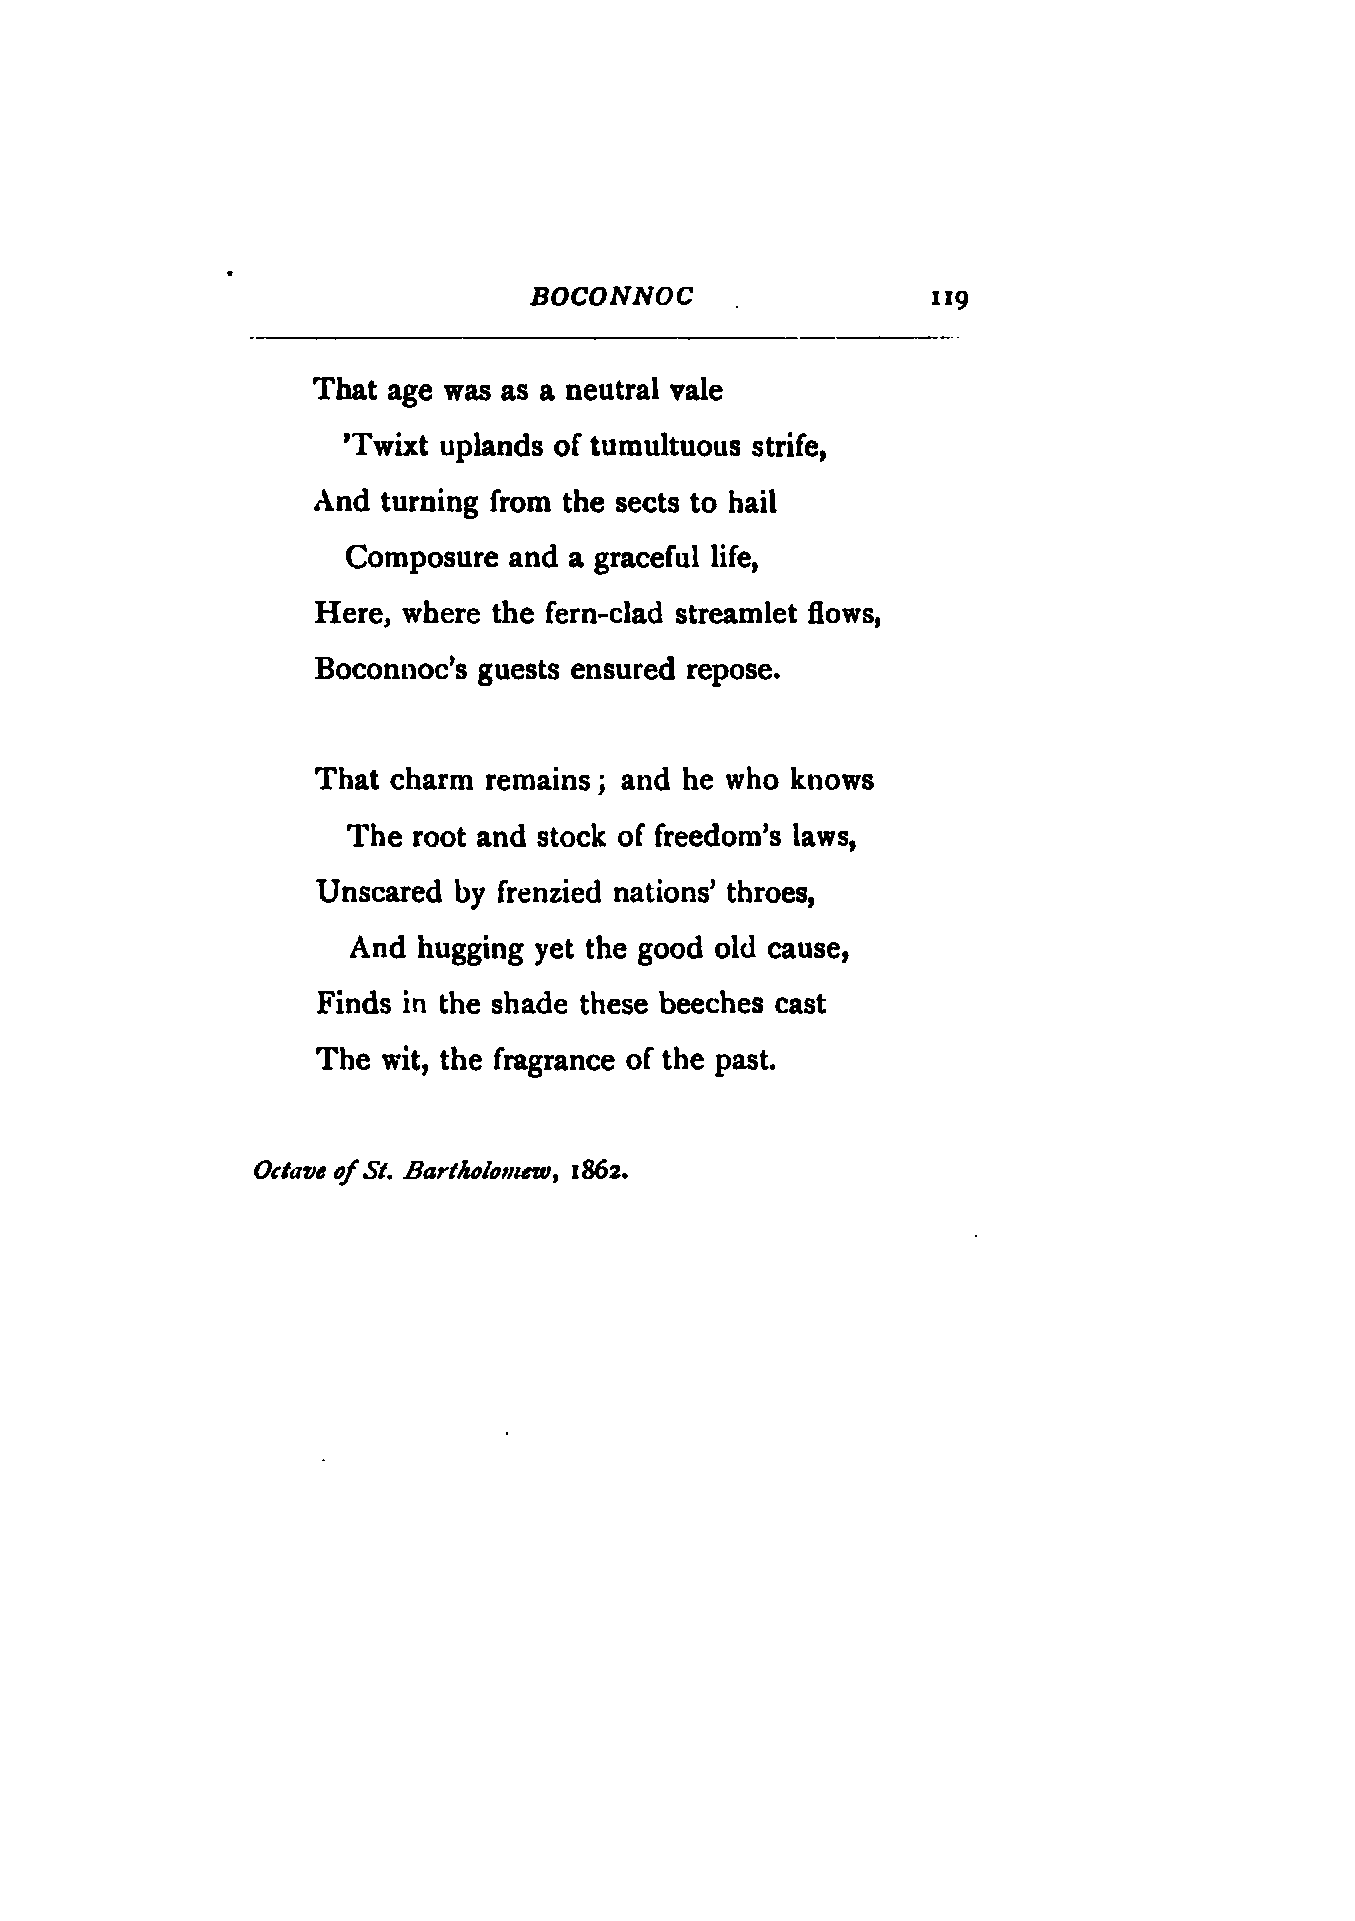 BOCONNOC 119
That age was as a neutral vale
'Twixt uplands of tumultuous strife,
And turning from the sects to hail
Composure and a graceful life,
Here, where the fern-clad streamlet flows,
Boconnoc's guests ensured repose.
That charm remains; and he who knows
The root and stock of freedom's laws,
Unscared by frenzied nations' throes,
And hugging yet the good old cause,
Finds in the shade these beeches cast
The wit, the fragrance of the past.
Octave of St. Bartholomew, 1862.